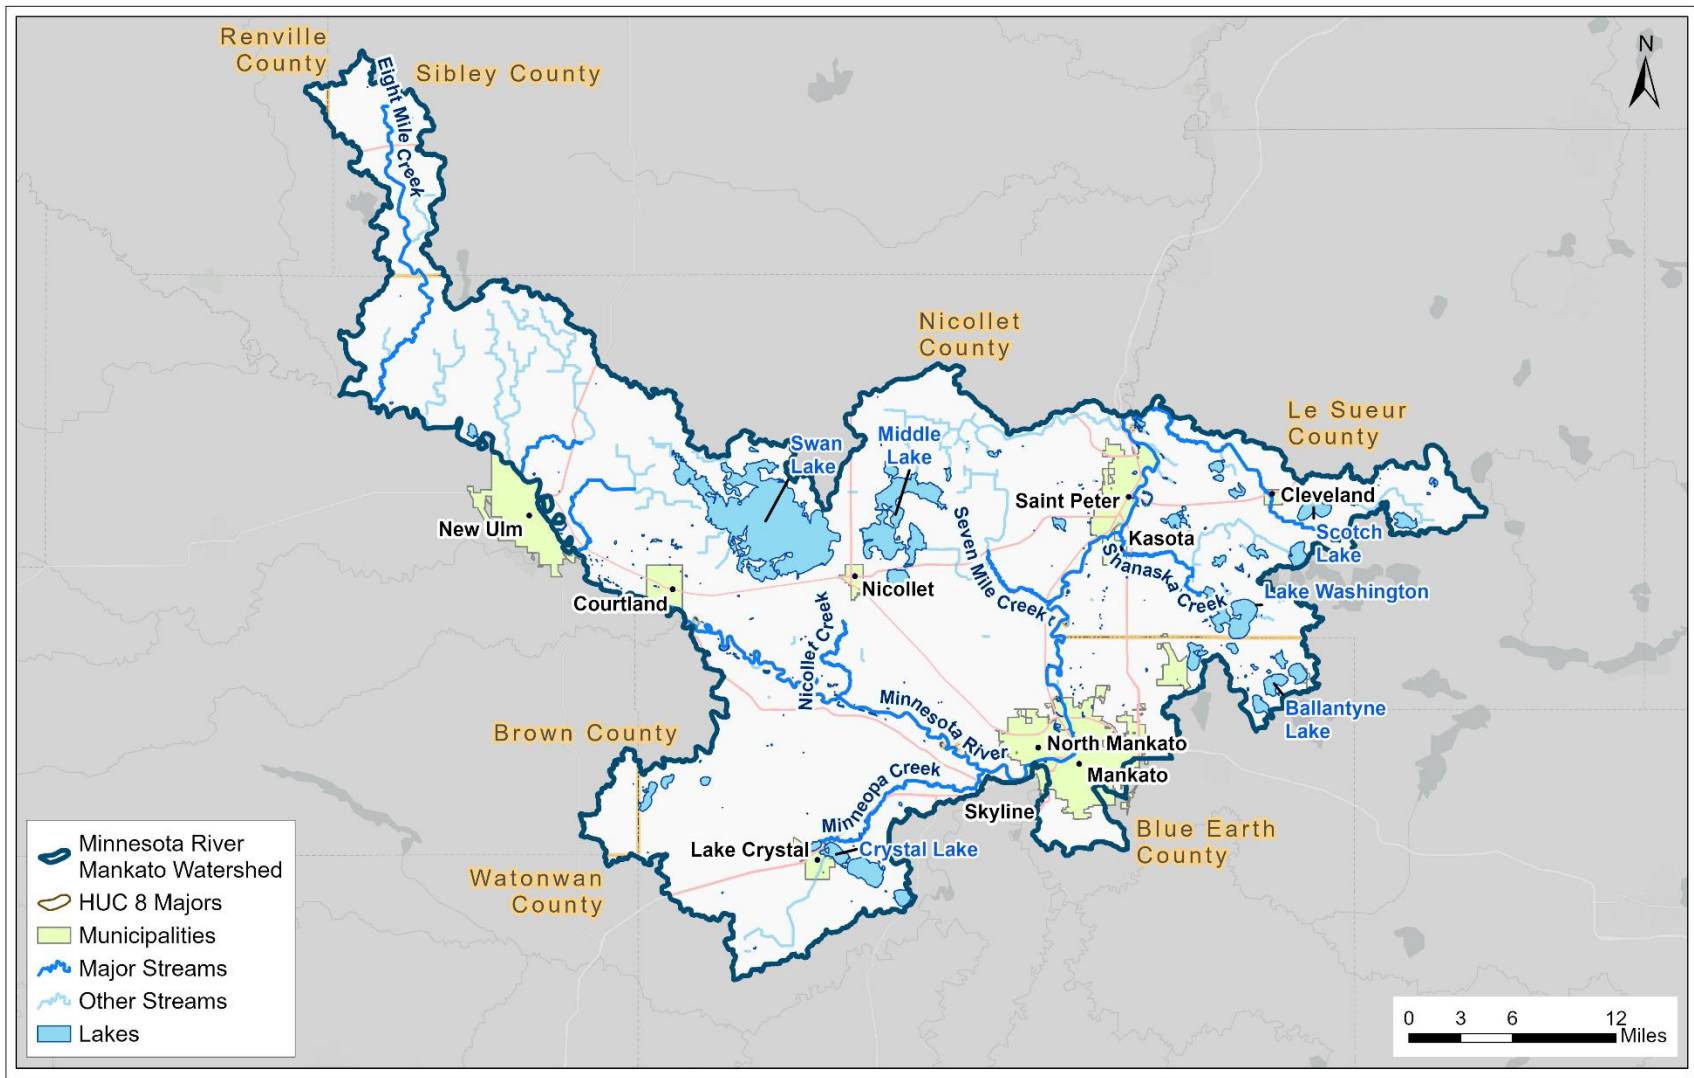 Renville
County
Sibley County
Eight Mile Creek
N
Nicollet
County
Le Sueur
County
Swan
Lake
Middle
Lake
Saint Peter
Cleveland
New Ulm
Seven Mile Creek
Kasota
Scotch
Lake
Shanaska Creek
Courtland
Nicollet
Lake Washington
Nicollet Creek
Minnesota River
Ballantyne
Lake
Brown County
North Mankato
Mankato
Minneopa Creek
Skyline
Blue Earth
County
Lake Crystal
Crystal Lake
Watonwan
County
Minnesota River
Mankato Watershed
HUC 8 Majors
Municipalities
Major Streams
Other Streams
Lakes
0 3 6 12
Miles